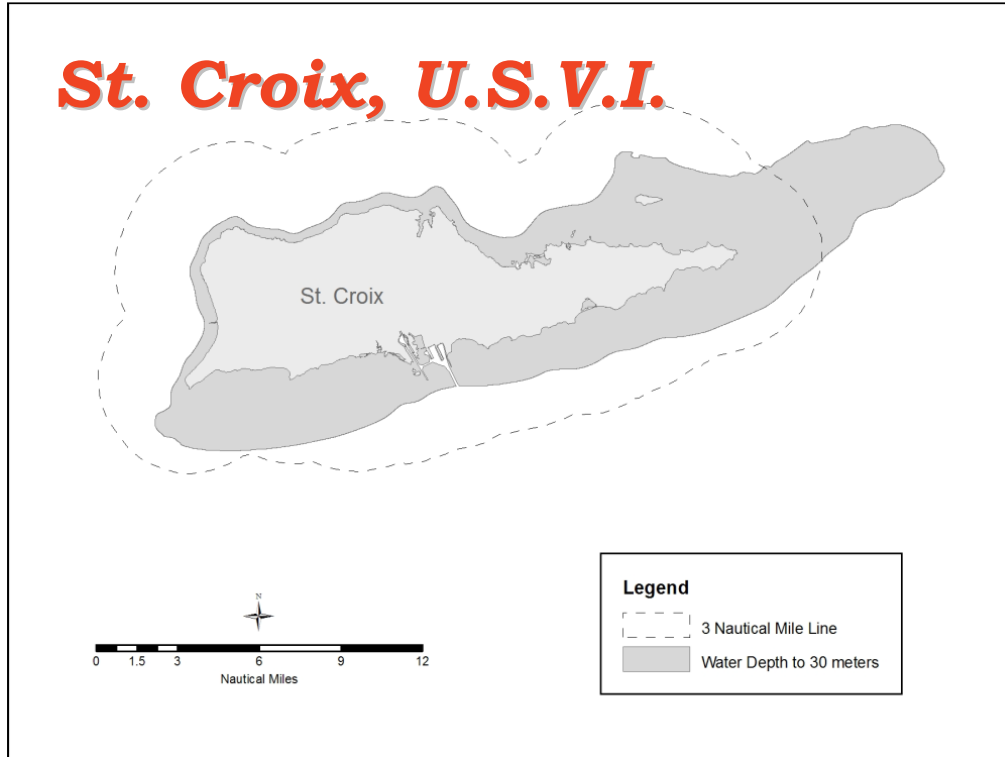 St. Croix, U.S.V.I.
St. Croix
N
0 1.5 3 6 9 12
Nautical Miles
Legend
3 Nautical Mile Line
Water Depth to 30 meters